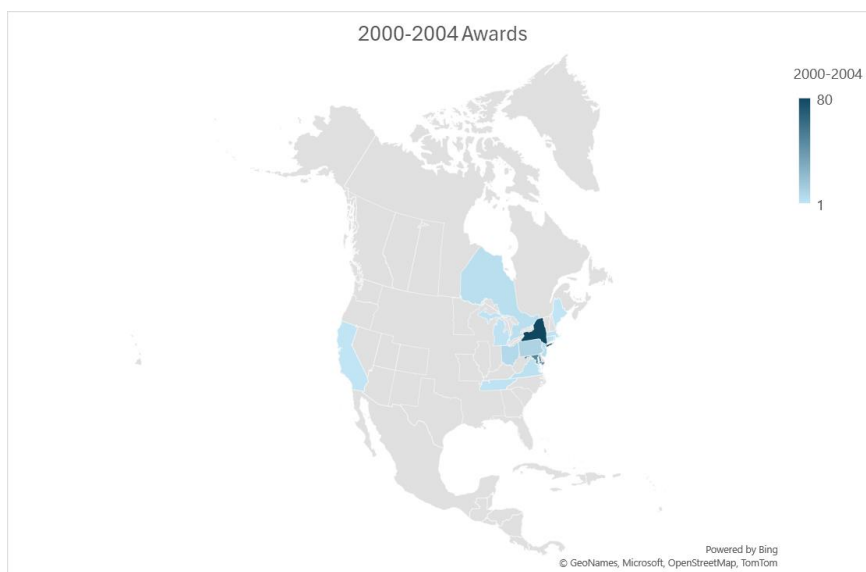 2000-2004 Awards
2000-2004
80
1
Powered by Bing
© GeoNames, Microsoft, OpenStreetMap, TomTom